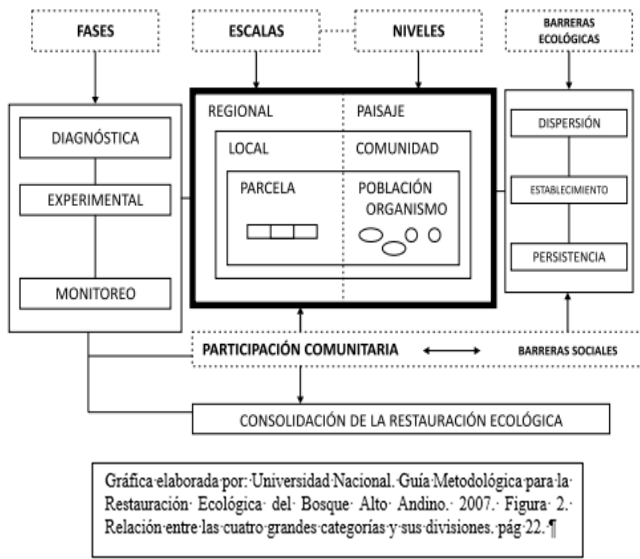 FASES
ESCALAS
NIVELES
BARRERAS
ECOLÓGICAS
DIAGNÓSTICA
EXPERIMENTAL
MONITOREO
REGIONAL
PAISAJE
LOCAL
COMUNIDAD
PARCELA
POBLACIÓN
ORGANISMO
DISPERSIÓN
ESTABLECIMIENTO
PERSISTENCIA
PARTICIPACIÓN COMUNITARIA
BARRERAS SOCIALES
CONSOLIDACIÓN DE LA RESTAURACIÓN ECOLÓGICA
Gráfica·elaborada·por:·Universidad·Nacional.·Guía·Metodológica·para·la·
Restauración·Ecológica·del·Bosque·Alto·Andino.·2007.·Figura·2.·
Relación·entre·las·cuatro·grandes·categorías·y·sus·divisiones.·pág·22.·¶